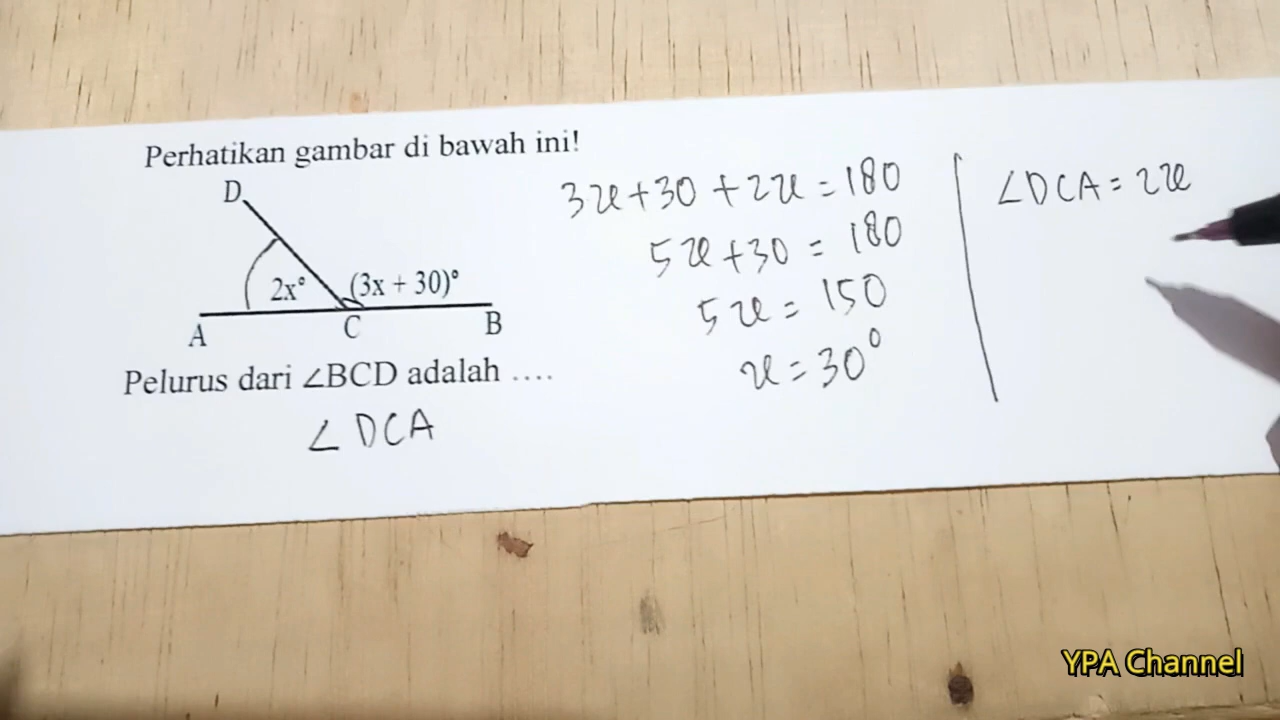 Perhatikan gambar di bawah ini!
D
2x°
(3x + 30)°
A
C
B
Pelurus dari ∠BCD adalah ....
∠DCA
3x+30+2x=180
5x+30=180
5x=150
x=30°
∠DCA=2x
YPA Channel